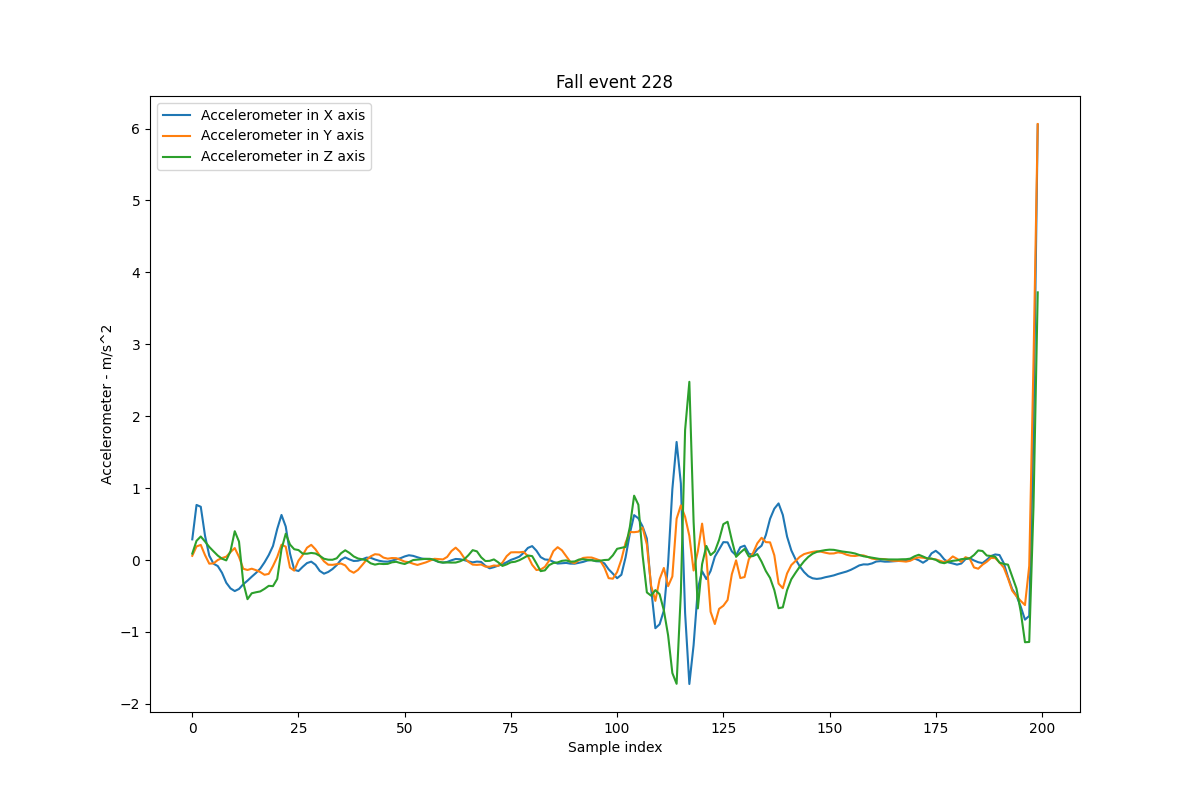 Fall event 228
Accelerometer in X axis
Accelerometer in Y axis
Accelerometer in Z axis
6
5
4
3
2
1
0
−1
−2
Accelerometer - m/s^2
0 25 50 75 100 125 150 175 200
Sample index